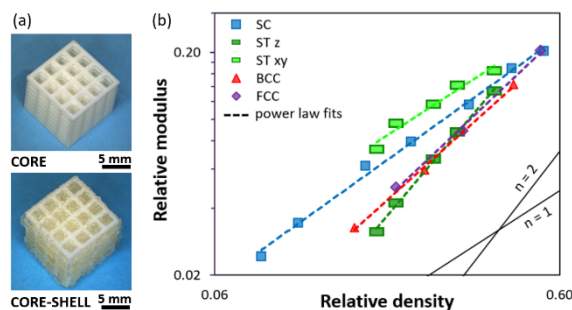 (a)
CORE
5 mm
CORE-SHELL
5 mm
(b)
SC
ST z
ST xy
BCC
FCC
power law fits
Relative modulus
0.20
0.02
n = 2
n = 1
0.06
Relative density
0.60